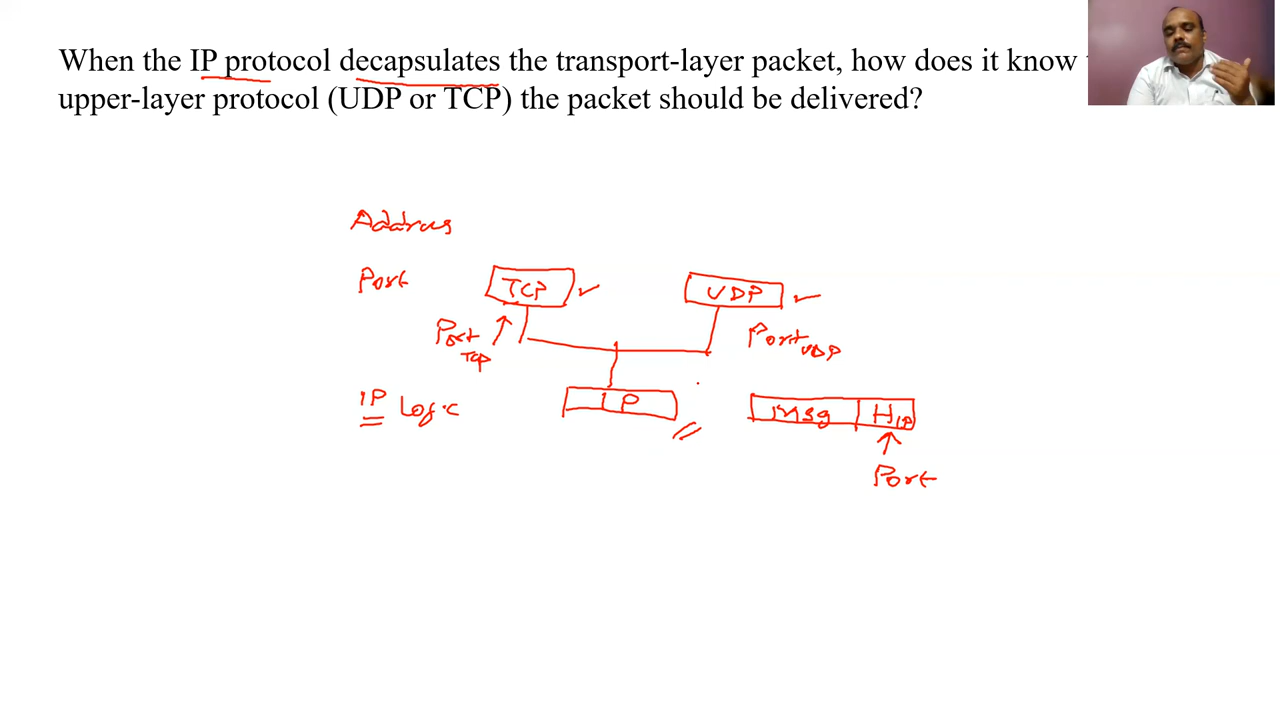 When the IP protocol decapsulates the transport-layer packet, how does it know
upper-layer protocol (UDP or TCP) the packet should be delivered?
Address
Port
TCP
UDP
Port TCP
Port UDP
IP Logic
IP
Msg
HIP
Port